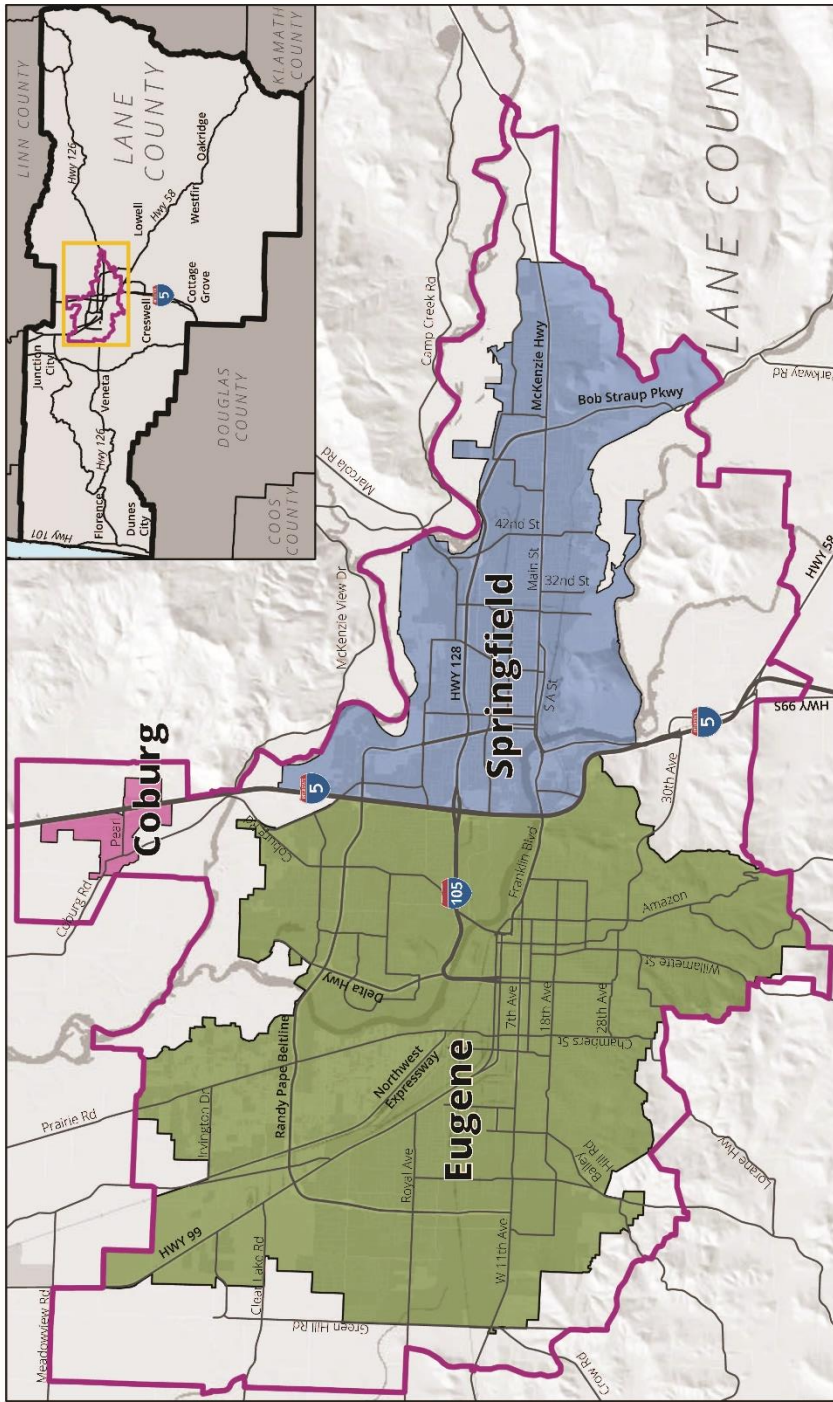 LINN COUNTY
KLAMATH
COUNTY
LANE
COUNTY
Hwy 126
Oakridge
Hwy 58
Lowell
Junction
City
5
Creswell
Cottage
Grove
Veneta
Hwy 126
DOUGLAS
COUNTY
Florence
Dunes
City
COOS
COUNTY
Hwy 101
LANE COUNTY
Camp Creek Rd
McKenzie Hwy
Bob Straup Pkwy
Marcola Rd
42nd St
Main St
32nd St
McKenzie View Dr
HWY 128
Springfield
S A St
HWY 58
HWY 99S
5
30th Ave
Coburg
Pearl
Coburg Rd
5
Coburg Rd
105
Franklin Blvd
Amazon
Willamette St
Delta Hwy
7th Ave
18th Ave
28th Ave
Chambers St
Randy Pape Beltline
Northwest
Expressway
Eugene
Prairie Rd
Irvington Dr
Royal Ave
Bailey
Hill Rd
Lorane Hwy
HWY 99
Clear Lake Rd
W 11th Ave
Green Hill Rd
Crow Rd
Meadowview Rd